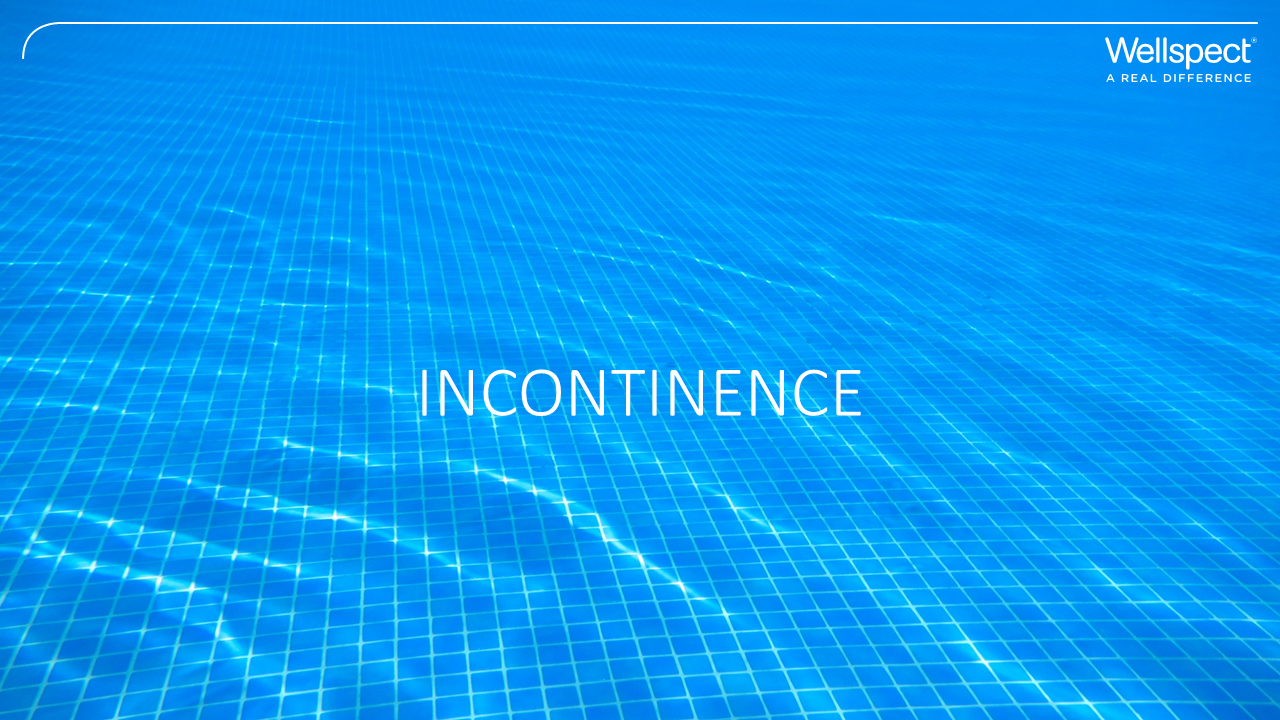 Wellspect®
A REAL DIFFERENCE
INCONTINENCE